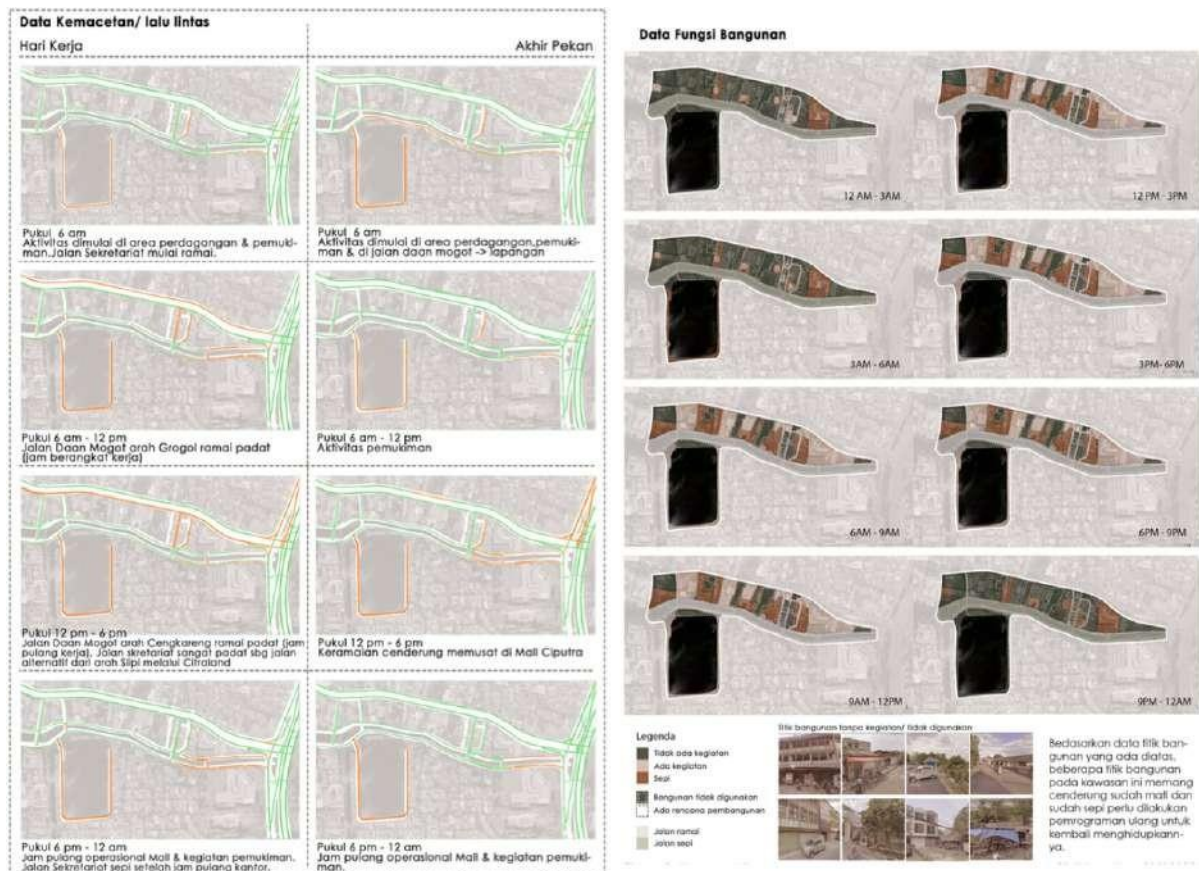 Data Kemacetan/ lalu lintas
Hari Kerja
Akhir Pekan
Pukul 6 am
Aktivitas dimulai di area perdagangan & pemuki-
man.Jalan Sekretariat mulai ramai.
Pukul 6 am
Aktivitas dimulai di area perdagangan,pemuki-
man & di jalan daan mogot -> lapangan
Pukul 6 am - 12 pm
Jalan Daan Mogot arah Grogol ramai padat
(jam berangkat kerja)
Pukul 6 am - 12 pm
Aktivitas pemukiman
Pukul 12 pm - 6 pm
Jalan Daan Mogot arah Cengkareng ramai padat (jam
pulang kerja). Jalan skretariat sangat padat sbg jalan
alternatif dari arah Slipi melalui Citraland
Pukul 12 pm - 6 pm
Keramaian cenderung memusat di Mall Ciputra
Pukul 6 pm - 12 am
Jam pulang operasional Mall & kegiatan pemukiman.
Jalan Sekretariat sepi setelah jam pulang kantor.
Pukul 6 pm - 12 am
Jam pulang operasional Mall & kegiatan pemuki-
man.
Data Fungsi Bangunan
12 AM - 3AM
12 PM - 3PM
3AM - 6AM
3PM- 6PM
6AM - 9AM
6PM - 9PM
9AM - 12PM
9PM - 12AM
Legenda
Tidak ada kegiatan
Ada kegiatan
Sepi
Bangunan tidak digunakan
Ada rencana pembangunan
Jalan ramai
Jalan sepi
Titik bangunan tanpa kegiatan/ tidak digunakan
Bedasarkan data titik ban-
gunan yang ada diatas,
beberapa titik bangunan
pada kawasan ini memang
cenderung sudah mati dan
sudah sepi perlu dilakukan
pemrograman ulang untuk
kembali menghidupkann-
ya.